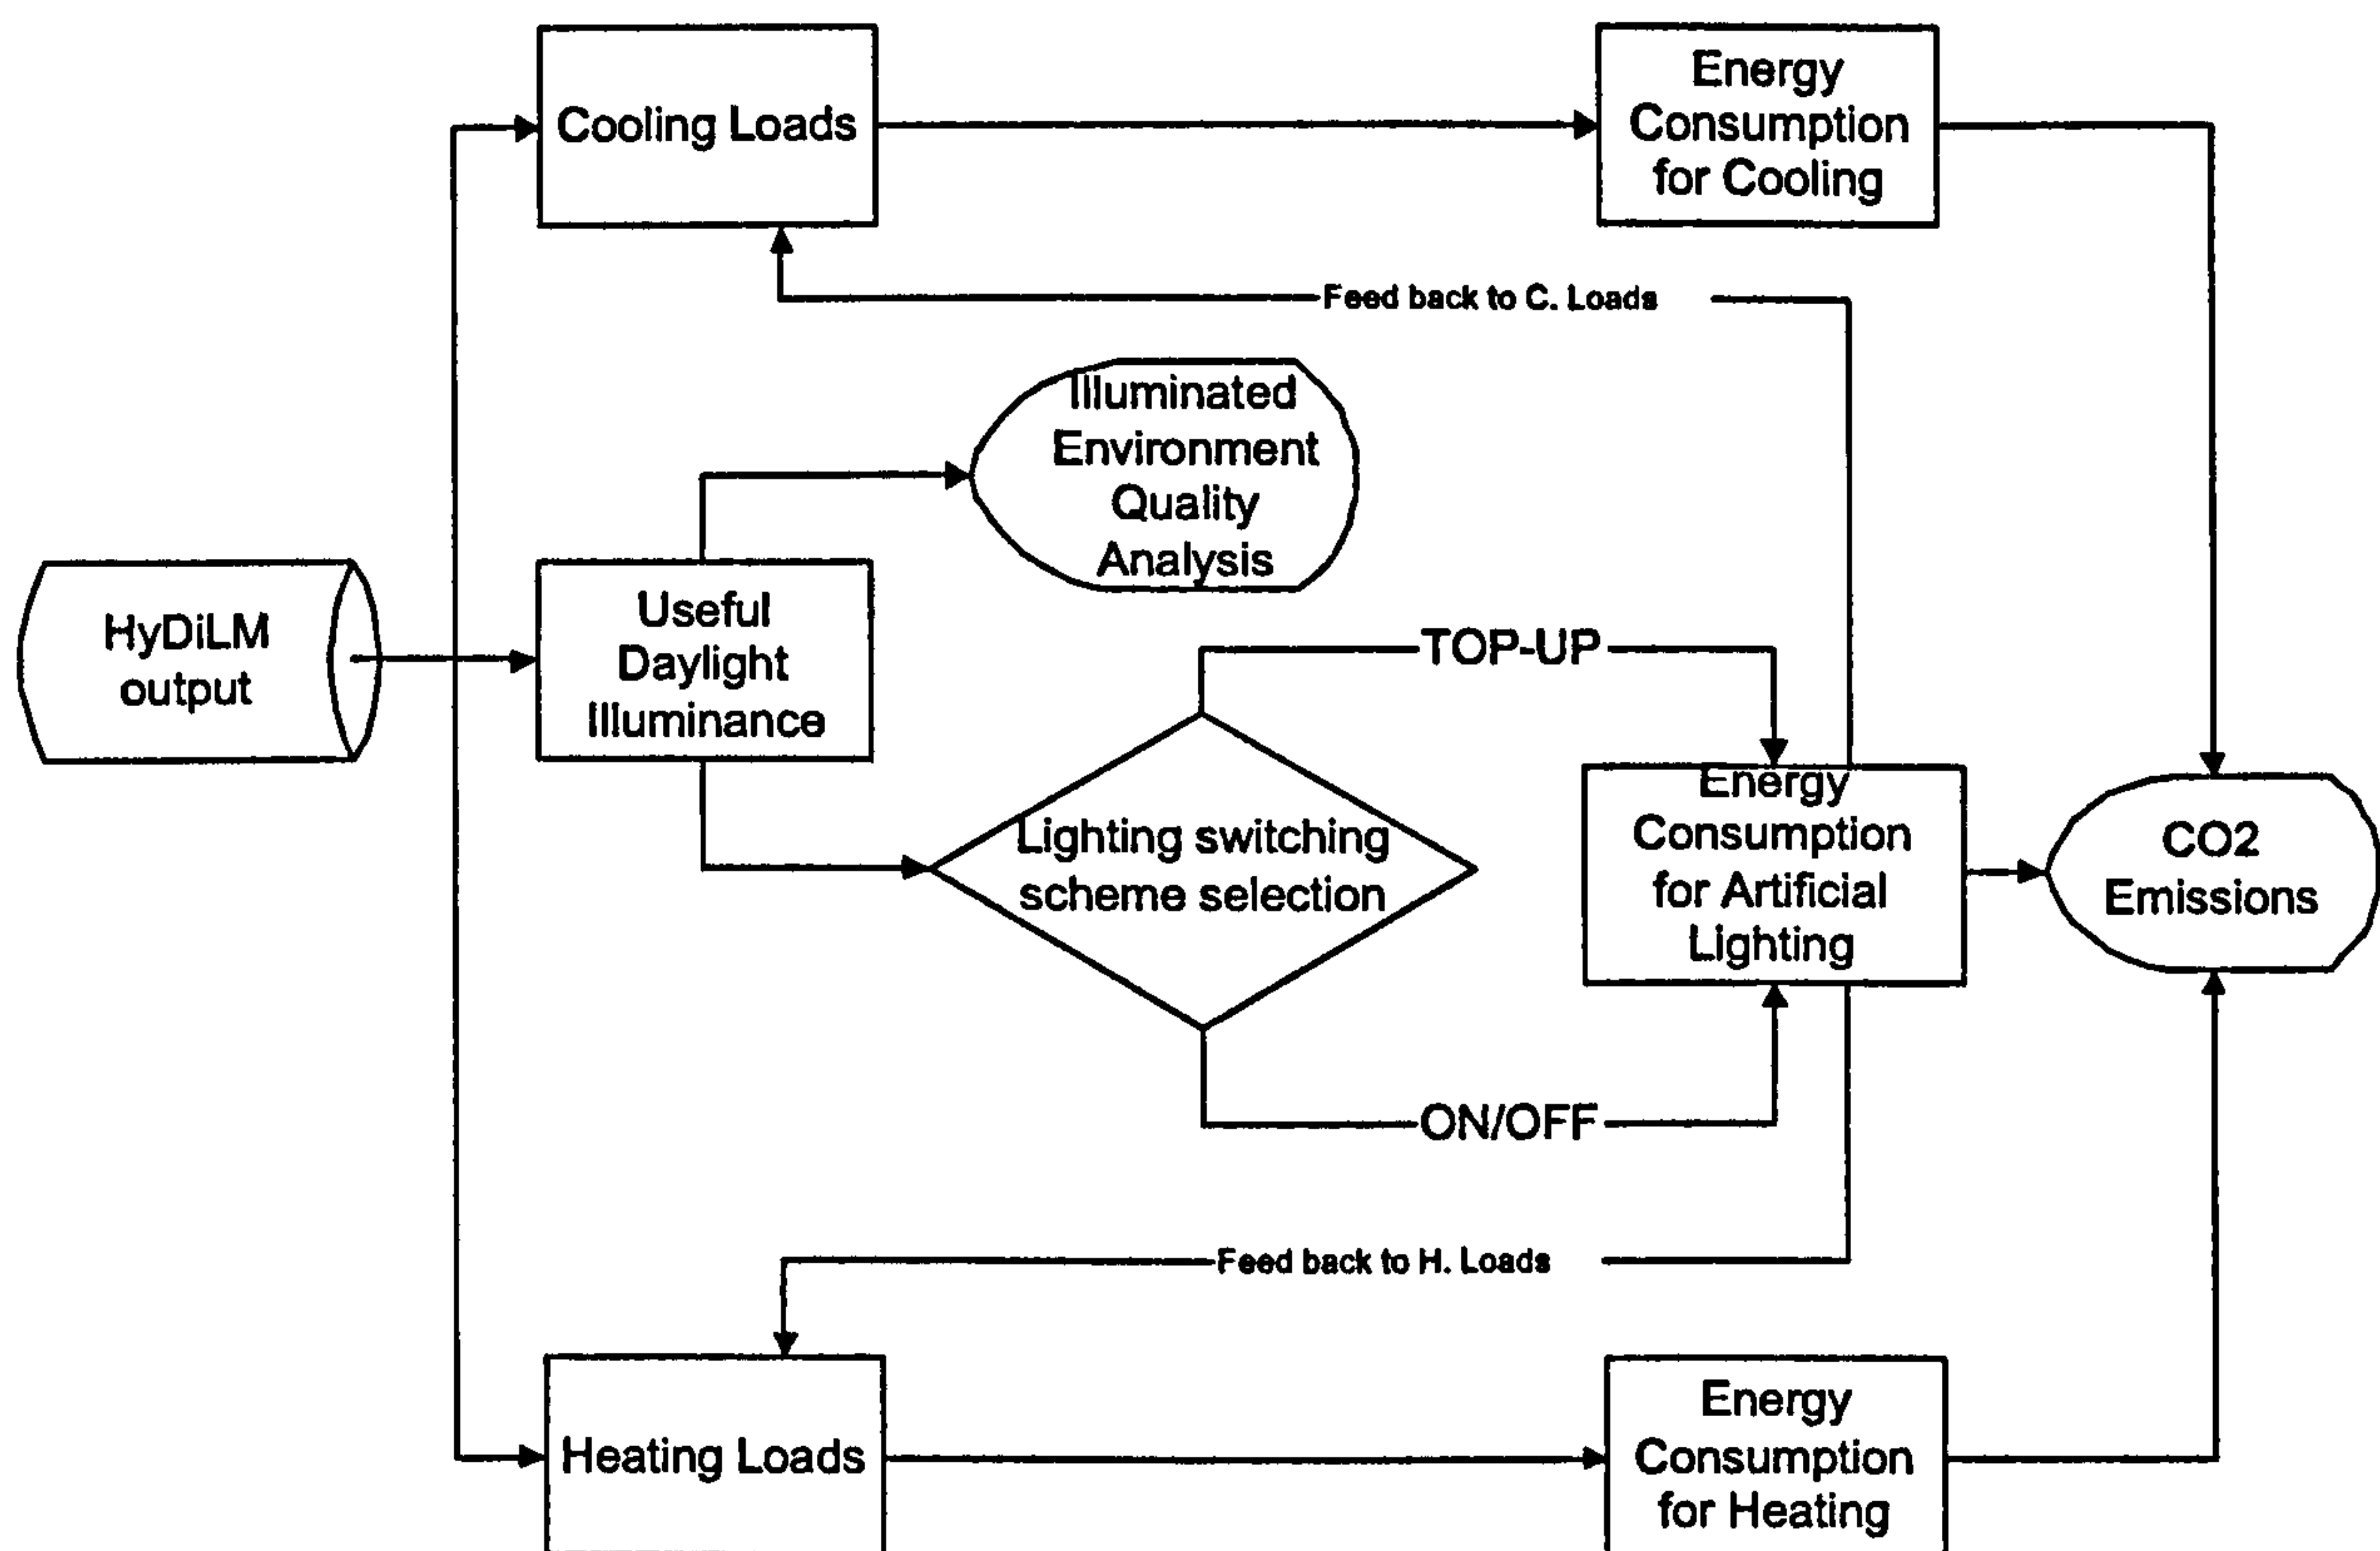 Cooling Loads
Energy
Consumption
for Cooling
Feed back to C. Loads
Illuminated
Environment
Quality
Analysis
HyDiLM
output
Useful
Daylight
Illuminance
TOP-UP
Lighting switching
scheme selection
Energy
Consumption
for Artificial
Lighting
CO2
Emissions
ON/OFF
Feed back to H. Loads
Heating Loads
Energy
Consumption
for Heating